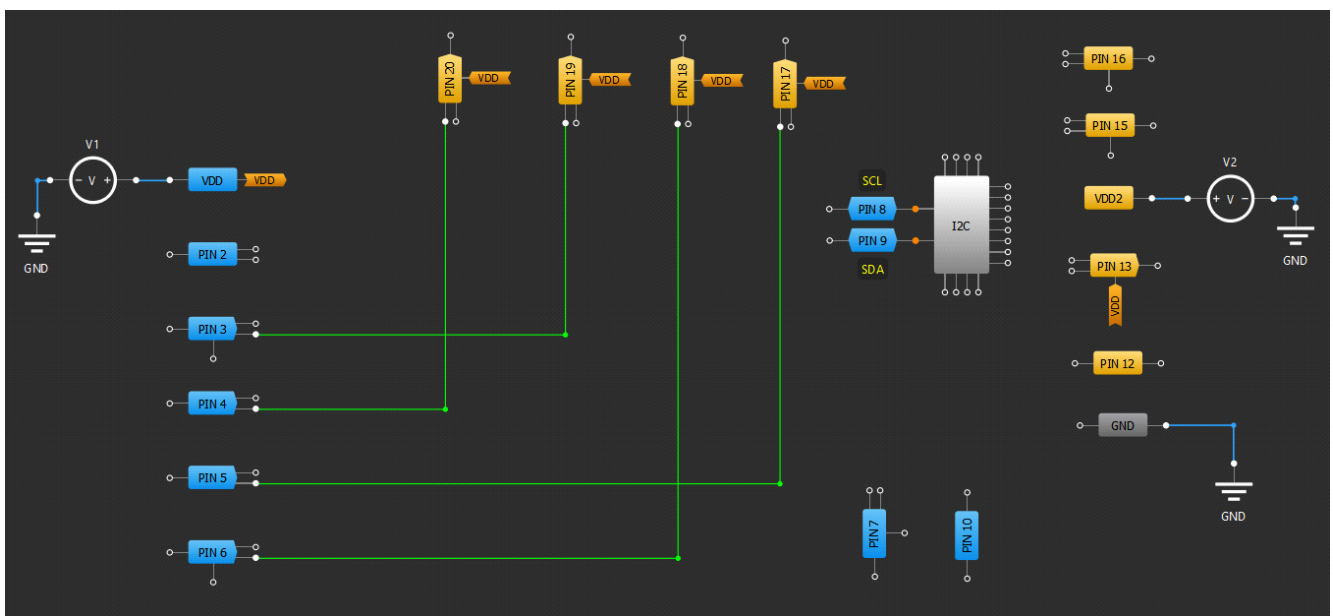 PIN 20
VDD
PIN 19
VDD
PIN 18
VDD
PIN 17
VDD
PIN 16
PIN 15
V1
- V +
VDD
VDD
GND
SCL
PIN 8
PIN 9
SDA
I2C
V2
VDD2
+ V -
GND
PIN 2
PIN 13
VDD
PIN 3
PIN 12
PIN 4
GND
PIN 5
GND
PIN 6
PIN 7
PIN 10